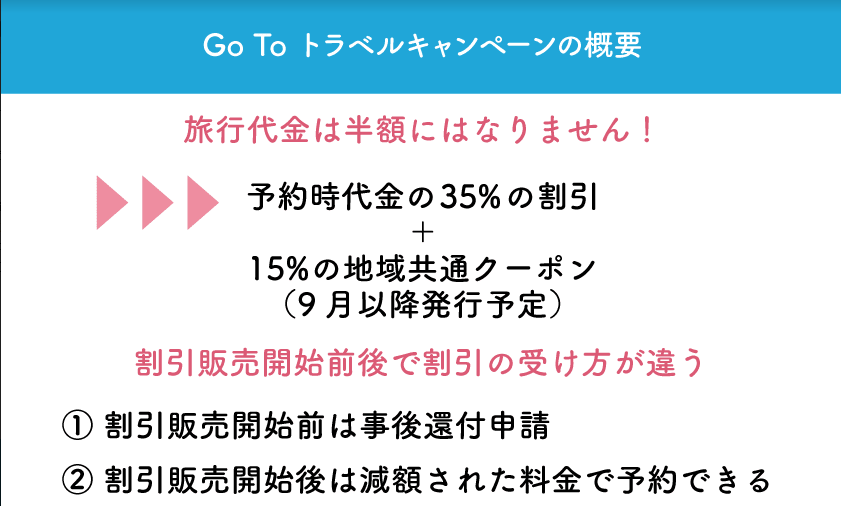 Go To トラベルキャンペーンの概要
旅行代金は半額にはなりません！
予約時代金の35%の割引
＋
15%の地域共通クーポン
（9月以降発行予定）
割引販売開始前後で割引の受け方が違う
① 割引販売開始前は事後還付申請
② 割引販売開始後は減額された料金で予約できる